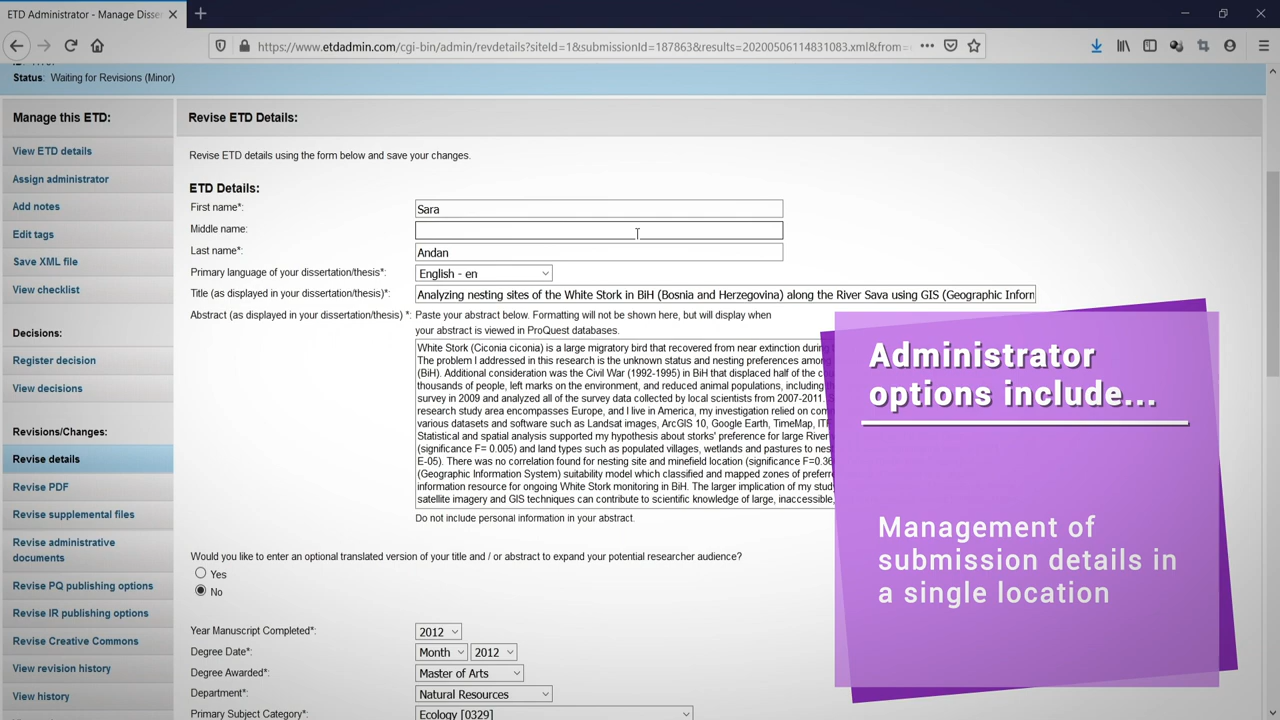 ETD Administrator - Manage Disse
https://www.etdadmin.com/cgi-bin/admin/revdetails?siteId=1&submissionId=187863&results=20200506114831083.xml&from=
Status: Waiting for Revisions (Minor)
Manage this ETD:
View ETD details
Assign administrator
Add notes
Edit tags
Save XML file
View checklist
Decisions:
Register decision
View decisions
Revisions/Changes:
Revise details
Revise PDF
Revise supplemental files
Revise administrative
documents
Revise PQ publishing options
Revise IR publishing options
Revise Creative Commons
View revision history
View history
Revise ETD Details:
Revise ETD details using the form below and save your changes.
ETD Details:
First name*: Sara
Middle name:
Last name*: Andan
Primary language of your dissertation/thesis*: English - en
Title (as displayed in your dissertation/thesis)*: Analyzing nesting sites of the White Stork in BiH (Bosnia and Herzegovina) along the River Sava using GIS (Geographic Inform
Abstract (as displayed in your dissertation/thesis) *: Paste your abstract below. Formatting will not be shown here, but will display when
your abstract is viewed in ProQuest databases.
White Stork (Ciconia ciconia) is a large migratory bird that recovered from near extinction during
The problem I addressed in this research is the unknown status and nesting preferences among
(BiH). Additional consideration was the Civil War (1992-1995) in BiH that displaced half of the
thousands of people, left marks on the environment, and reduced animal populations, including
survey in 2009 and analyzed all of the survey data collected by local scientists from 2007-2011.
research study area encompasses Europe, and I live in America, my investigation relied on
various datasets and software such as Landsat images, ArcGIS 10, Google Earth, TimeMap,
Statistical and spatial analysis supported my hypothesis about storks' preference for large River
(significance F= 0.005) and land types such as populated villages, wetlands and pastures to
E-05). There was no correlation found for nesting site and minefield location (significance
(Geographic Information System) suitability model which classified and mapped zones of
information resource for ongoing White Stork monitoring in BiH. The larger implication of my
satellite imagery and GIS techniques can contribute to scientific knowledge of large, inaccessible,
Do not include personal information in your abstract.
Would you like to enter an optional translated version of your title and / or abstract to expand your potential researcher audience?
Yes
No
Year Manuscript Completed*: 2012
Degree Date*: Month 2012
Degree Awarded*: Master of Arts
Department*: Natural Resources
Primary Subject Category*: Ecology [0329]
Administrator
options include...
Management of
submission details in
a single location